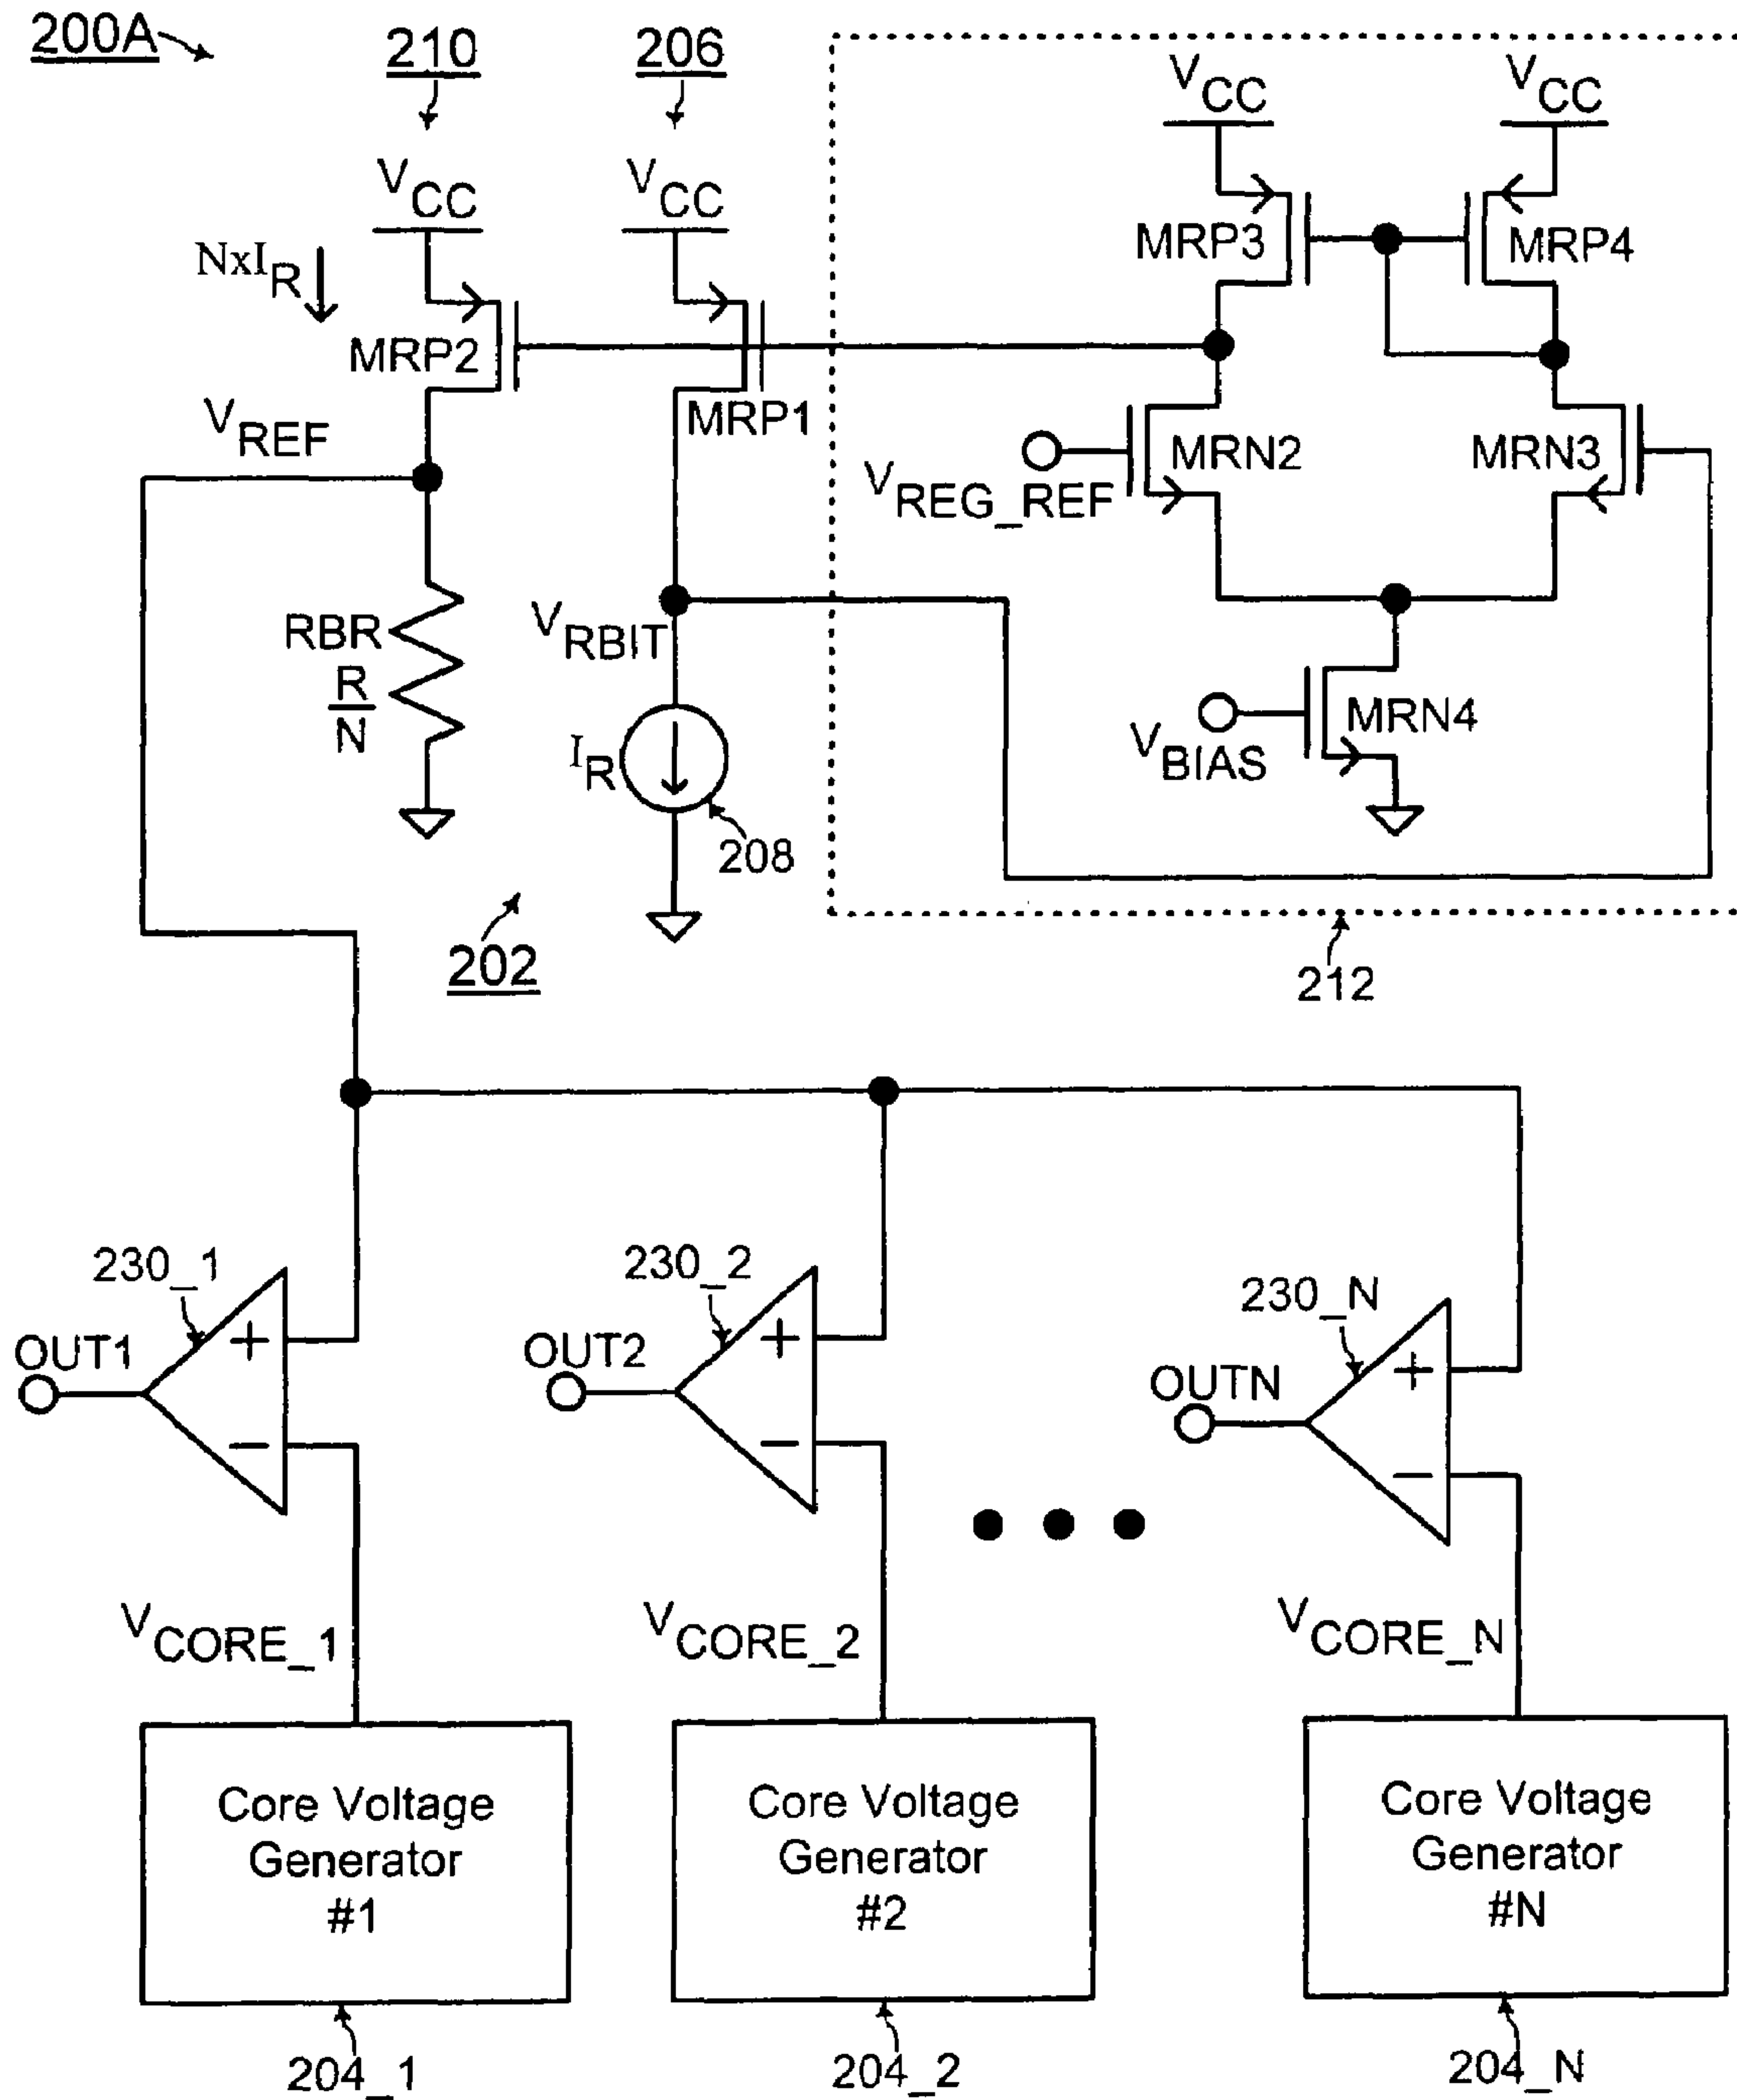 200A
210
206
VCC
VCC
VCC
VCC
NxIR
MRP2
MRP1
MRP3
MRP4
VREF
VREG_REF
MRN2
MRN3
RBR
R
N
VRBIT
IR
208
VBIAS
MRN4
202
212
230_1
230_2
230_N
OUT1
+
−
OUT2
+
−
OUTN
+
−
VCORE_1
VCORE_2
VCORE_N
Core Voltage
Generator
#1
Core Voltage
Generator
#2
Core Voltage
Generator
#N
204_1
204_2
204_N